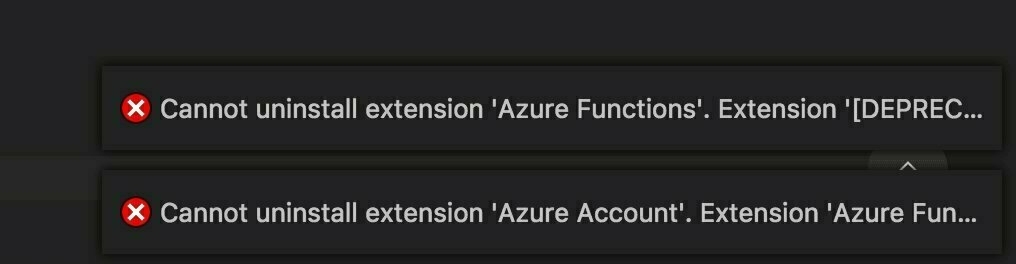 Cannot uninstall extension 'Azure Functions'. Extension '[DEPREC...
Cannot uninstall extension 'Azure Account'. Extension 'Azure Fun...